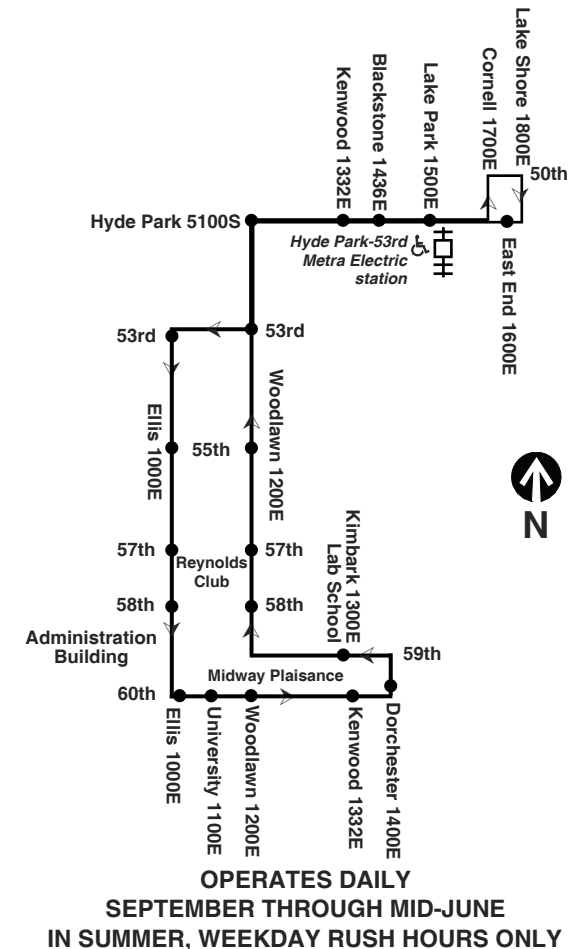 Lake Shore 1800E
Cornell 1700E
Lake Park 1500E
Blackstone 1436E
Kenwood 1332E
50th
Hyde Park 5100S
Hyde Park-53rd
Metra Electric
station
East End 1600E
53rd
53rd
Ellis 1000E
55th
Woodlawn 1200E
N
57th
Reynolds
Club
57th
Kimbark 1300E
Lab School
58th
58th
Administration
Building
59th
Midway Plaisance
60th
Ellis 1000E
University 1100E
Woodlawn 1200E
Kenwood 1332E
Dorchester 1400E
OPERATES DAILY
SEPTEMBER THROUGH MID-JUNE
IN SUMMER, WEEKDAY RUSH HOURS ONLY